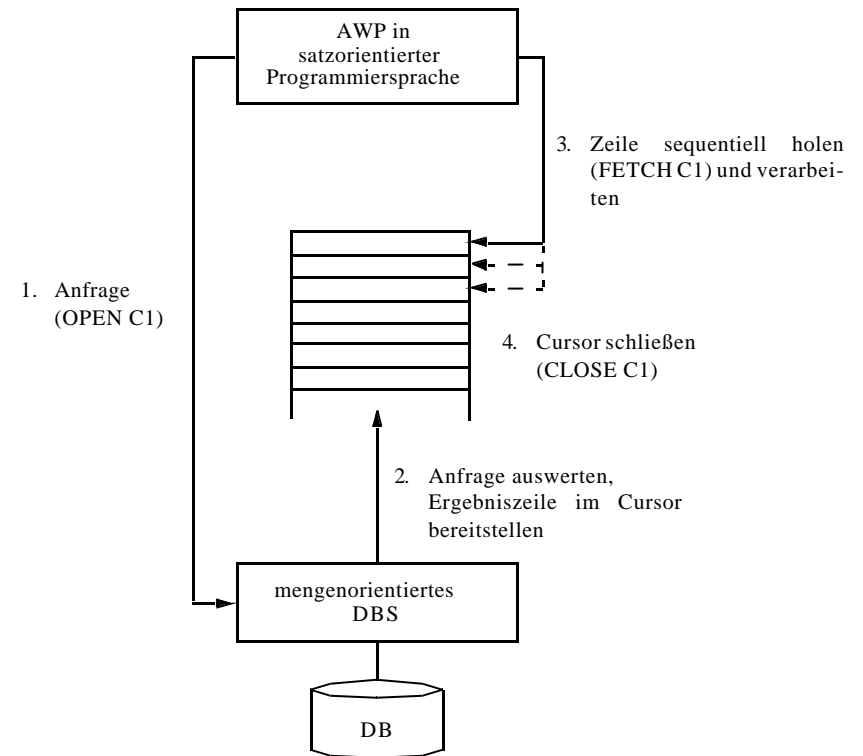 AWP in
satzorientierter
Programmiersprache
3. Zeile sequentiell holen
(FETCH C1) und verarbei-
ten
1. Anfrage
(OPEN C1)
4. Cursor schließen
(CLOSE C1)
2. Anfrage auswerten,
Ergebniszeile im Cursor
bereitstellen
mengenorientiertes
DBS
DB